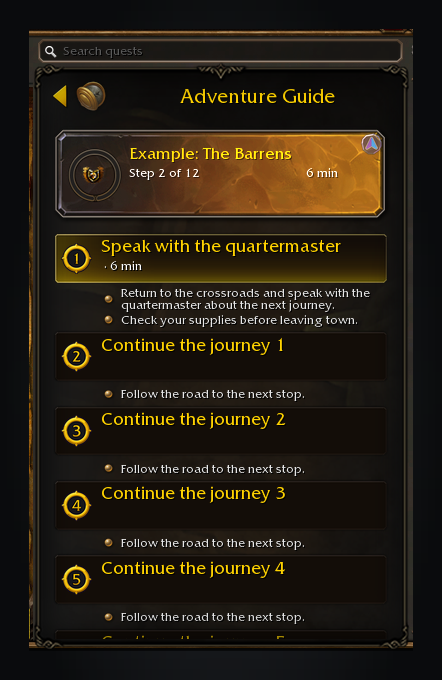 Search quests
Adventure Guide
Example: The Barrens
Step 2 of 12
6 min
1
Speak with the quartermaster
· 6 min
Return to the crossroads and speak with the
quartermaster about the next journey.
Check your supplies before leaving town.
2
Continue the journey 1
Follow the road to the next stop.
3
Continue the journey 2
Follow the road to the next stop.
4
Continue the journey 3
Follow the road to the next stop.
5
Continue the journey 4
Follow the road to the next stop.